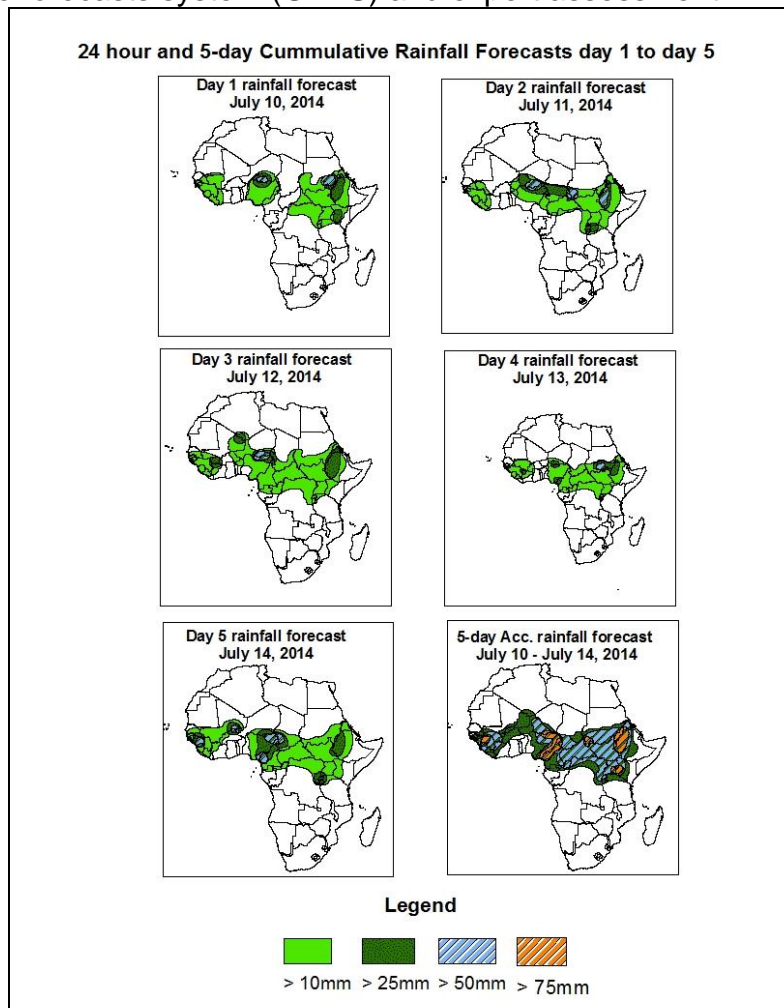 24 hour and 5-day Cummulative Rainfall Forecasts day 1 to day 5
Day 1 rainfall forecast
July 10, 2014
Day 2 rainfall forecast
July 11, 2014
Day 3 rainfall forecast
July 12, 2014
Day 4 rainfall forecast
July 13, 2014
Day 5 rainfall forecast
July 14, 2014
5-day Acc. rainfall forecast
July 10 - July 14, 2014
Legend
> 10mm > 25mm > 50mm > 75mm